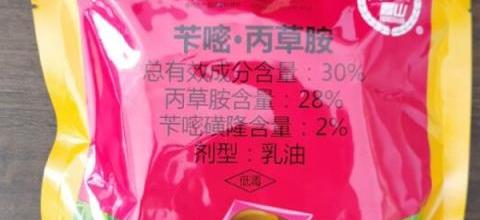 苄嘧·丙草胺
总有效成分含量：30%
丙草胺含量：28%
苄嘧磺隆含量：2%
剂型：乳油
低毒